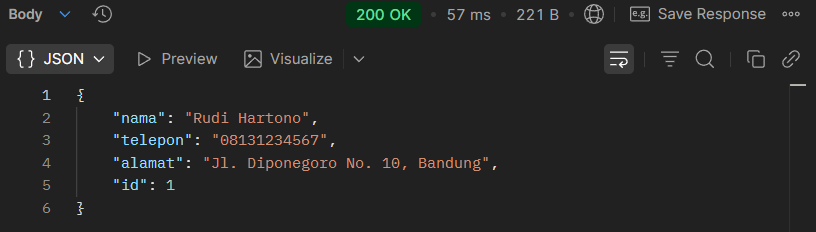 Body 200 OK 57 ms 221 B e.g. Save Response
{} JSON Preview Visualize
1 {
2 "nama": "Rudi Hartono",
3 "telepon": "08131234567",
4 "alamat": "Jl. Diponegoro No. 10, Bandung",
5 "id": 1
6 }